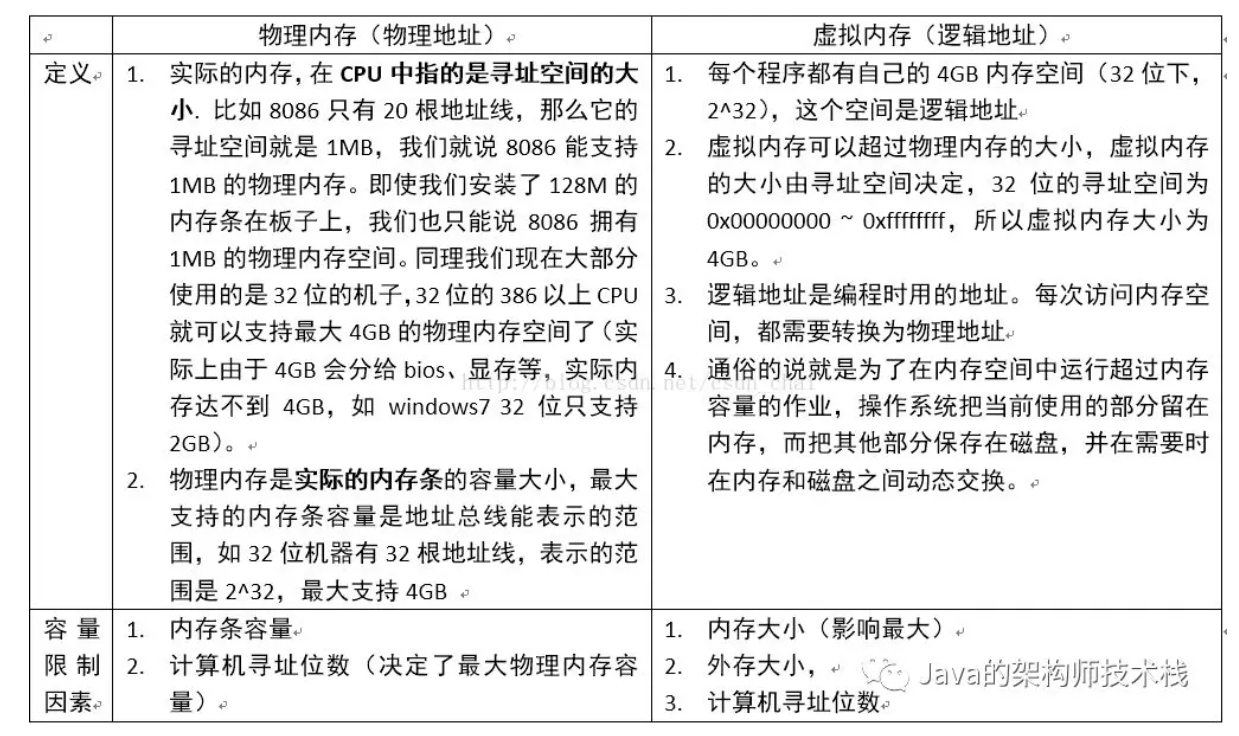 物理内存（物理地址）
虚拟内存（逻辑地址）
定义
1. 实际的内存，在 CPU 中指的是寻址空间的大
小. 比如 8086 只有 20 根地址线，那么它的
寻址空间就是 1MB，我们就说 8086 能支持
1MB 的物理内存。即使我们安装了 128M 的
内存条在板子上，我们也只能说 8086 拥有
1MB 的物理内存空间。同理我们现在大部分
使用的是 32 位的机子，32 位的 386 以上 CPU
就可以支持最大 4GB 的物理内存空间了（实
际上由于 4GB 会分给 bios、显存等，实际内
存达不到 4GB，如 windows7 32 位只支持
2GB）。
2. 物理内存是实际的内存条的容量大小，最大
支持的内存条容量是地址总线能表示的范
围，如 32 位机器有 32 根地址线，表示的范
围是 2^32，最大支持 4GB
1. 每个程序都有自己的 4GB 内存空间（32 位下，
2^32），这个空间是逻辑地址
2. 虚拟内存可以超过物理内存的大小，虚拟内存
的大小由寻址空间决定，32 位的寻址空间为
0x00000000 ~ 0xffffffff，所以虚拟内存大小为
4GB。
3. 逻辑地址是编程时用的地址。每次访问内存空
间，都需要转换为物理地址
4. 通俗的说就是为了在内存空间中运行超过内存
容量的作业，操作系统把当前使用的部分留在
内存，而把其他部分保存在磁盘，并在需要时
在内存和磁盘之间动态交换。
http://blog.csdn.net/csdn_chai
容量
限制
因素
1. 内存条容量
2. 计算机寻址位数（决定了最大物理内存容
量）
1. 内存大小（影响最大）
2. 外存大小，
3. 计算机寻址位数
Java的架构师技术栈